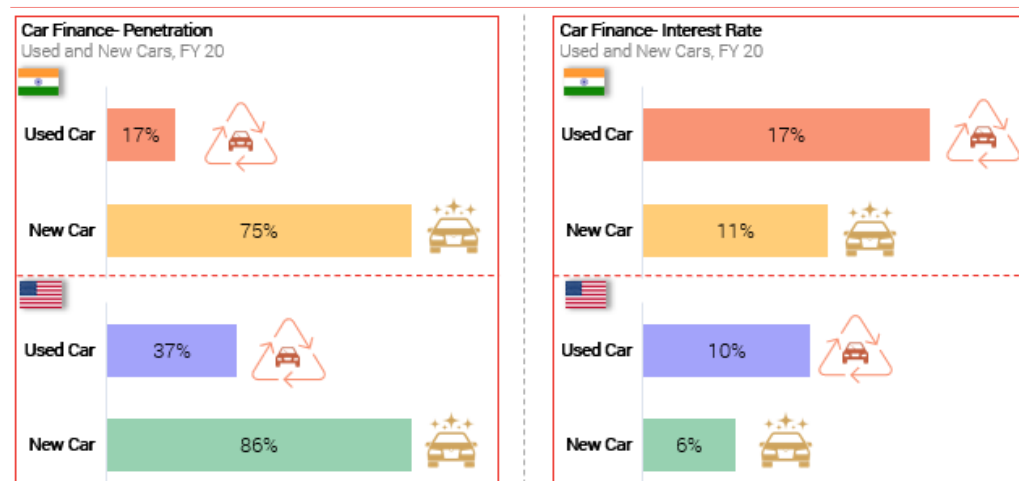 Car Finance- Penetration
Used and New Cars, FY 20
Used Car 17%
New Car 75%
Used Car 37%
New Car 86%
Car Finance- Interest Rate
Used and New Cars, FY 20
Used Car 17%
New Car 11%
Used Car 10%
New Car 6%